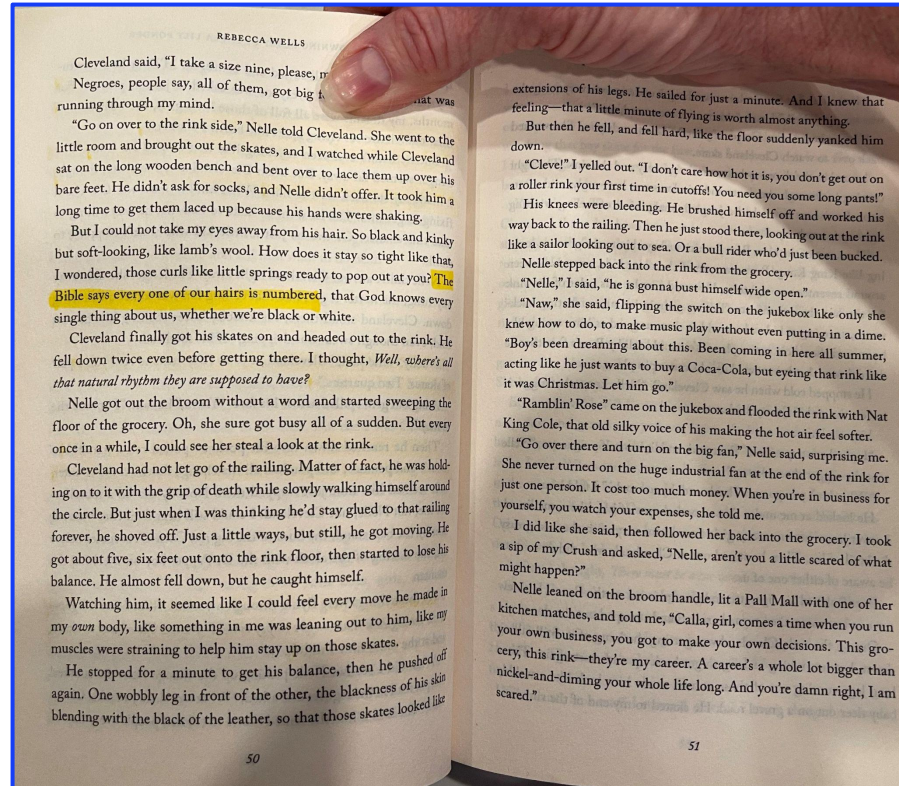 REBECCA WELLS
Cleveland said, “I take a size nine, please,
Negroes, people say, all of them, got big was
running through my mind.
“Go on over to the rink side,” Nelle told Cleveland. She went to the
little room and brought out the skates, and I watched while Cleveland
sat on the long wooden bench and bent over to lace them up over his
bare feet. He didn’t ask for socks, and Nelle didn’t offer. It took him a
long time to get them laced up because his hands were shaking.
But I could not take my eyes away from his hair. So black and kinky
but soft-looking, like lamb’s wool. How does it stay so tight like that,
I wondered, those curls like little springs ready to pop out at you? The
Bible says every one of our hairs is numbered, that God knows every
single thing about us, whether we’re black or white.
Cleveland finally got his skates on and headed out to the rink. He
fell down twice even before getting there. I thought, Well, where’s all
that natural rhythm they are supposed to have?
Nelle got out the broom without a word and started sweeping the
floor of the grocery. Oh, she sure got busy all of a sudden. But every
once in a while, I could see her steal a look at the rink.
Cleveland had not let go of the railing. Matter of fact, he was hold-
ing on to it with the grip of death while slowly walking himself around
the circle. But just when I was thinking he’d stay glued to that railing
forever, he shoved off. Just a little ways, but still, he got moving. He
got about five, six feet out onto the rink floor, then started to lose his
balance. He almost fell down, but he caught himself.
Watching him, it seemed like I could feel every move he made in
my own body, like something in me was leaning out to him, like my
muscles were straining to help him stay up on those skates.
He stopped for a minute to get his balance, then he pushed off
again. One wobbly leg in front of the other, the blackness of his skin
blending with the black of the leather, so that those skates looked like
50
extensions of his legs. He sailed for just a minute. And I knew that
feeling—that a little minute of flying is worth almost anything.
But then he fell, and fell hard, like the floor suddenly yanked him
down.
“Cleve!” I yelled out. “I don’t care how hot it is, you don’t get out on
a roller rink your first time in cutoffs! You need you some long pants!”
His knees were bleeding. He brushed himself off and worked his
way back to the railing. Then he just stood there, looking out at the rink
like a sailor looking out to sea. Or a bull rider who’d just been bucked.
Nelle stepped back into the rink from the grocery.
“Nelle,” I said, “he is gonna bust himself wide open.”
“Naw,” she said, flipping the switch on the jukebox like only she
knew how to do, to make music play without even putting in a dime.
“Boy’s been dreaming about this. Been coming in here all summer,
acting like he just wants to buy a Coca-Cola, but eyeing that rink like
it was Christmas. Let him go.”
“Ramblin’ Rose” came on the jukebox and flooded the rink with Nat
King Cole, that old silky voice of his making the hot air feel softer.
“Go over there and turn on the big fan,” Nelle said, surprising me.
She never turned on the huge industrial fan at the end of the rink for
just one person. It cost too much money. When you’re in business for
yourself, you watch your expenses, she told me.
I did like she said, then followed her back into the grocery. I took
a sip of my Crush and asked, “Nelle, aren’t you a little scared of what
might happen?”
Nelle leaned on the broom handle, lit a Pall Mall with one of her
kitchen matches, and told me, “Calla, girl, comes a time when you run
your own business, you got to make your own decisions. This gro-
cery, this rink—they’re my career. A career’s a whole lot bigger than
nickel-and-diming your whole life long. And you’re damn right, I am
scared.”
51